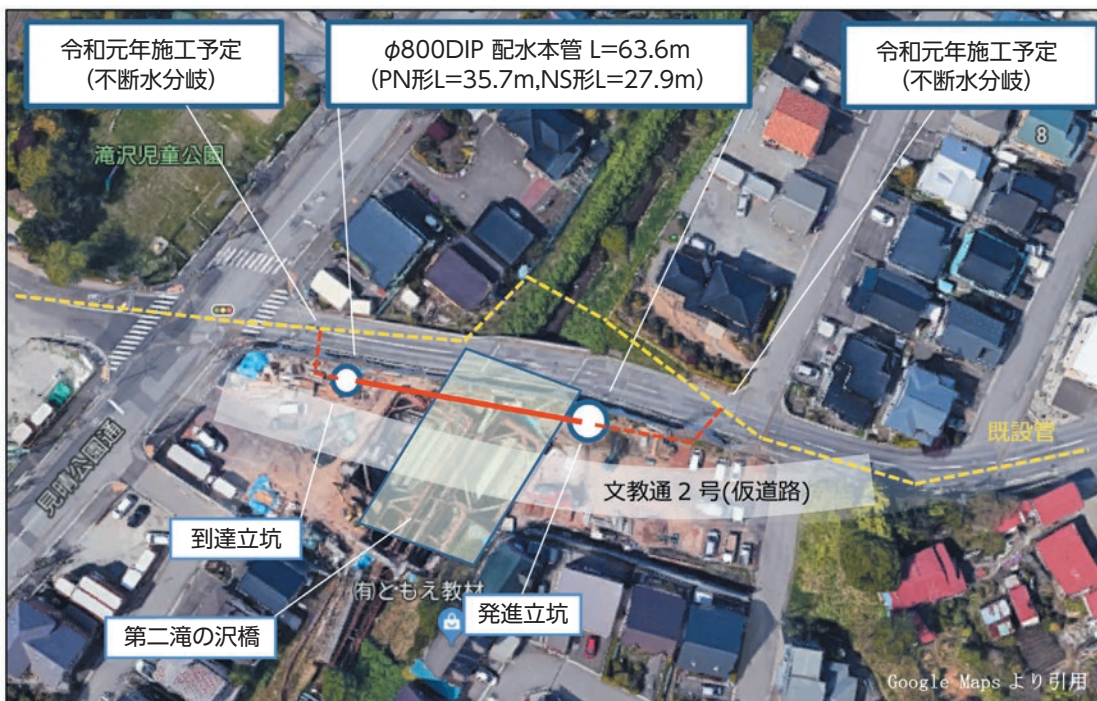 令和元年施工予定
(不断水分岐)
φ800DIP 配水本管 L=63.6m
(PN形L=35.7m,NS形L=27.9m)
令和元年施工予定
(不断水分岐)
8
滝沢児童公園
既設管
見晴公園通
文教通2号(仮道路)
到達立坑
(有)ともえ教材
発進立坑
第二滝の沢橋
Google Maps より引用